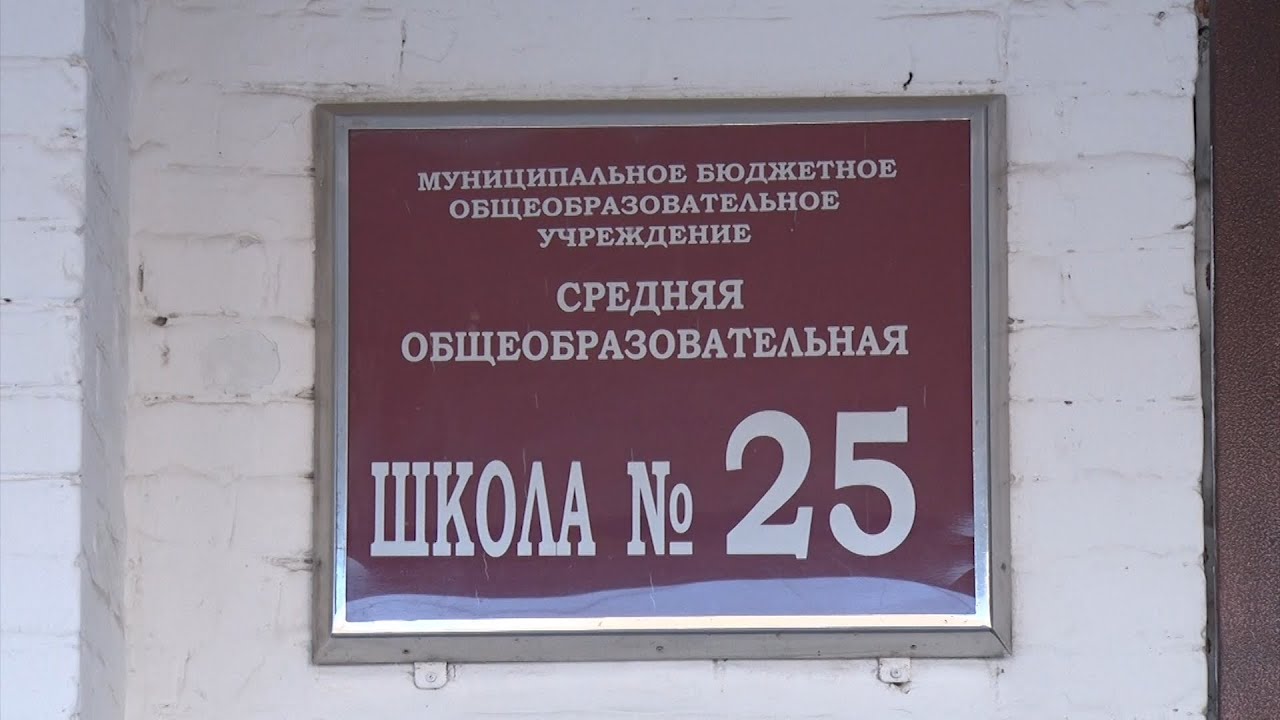 МУНИЦИПАЛЬНОЕ БЮДЖЕТНОЕ
ОБЩЕОБРАЗОВАТЕЛЬНОЕ
УЧРЕЖДЕНИЕ
СРЕДНЯЯ
ОБЩЕОБРАЗОВАТЕЛЬНАЯ
ШКОЛА № 25